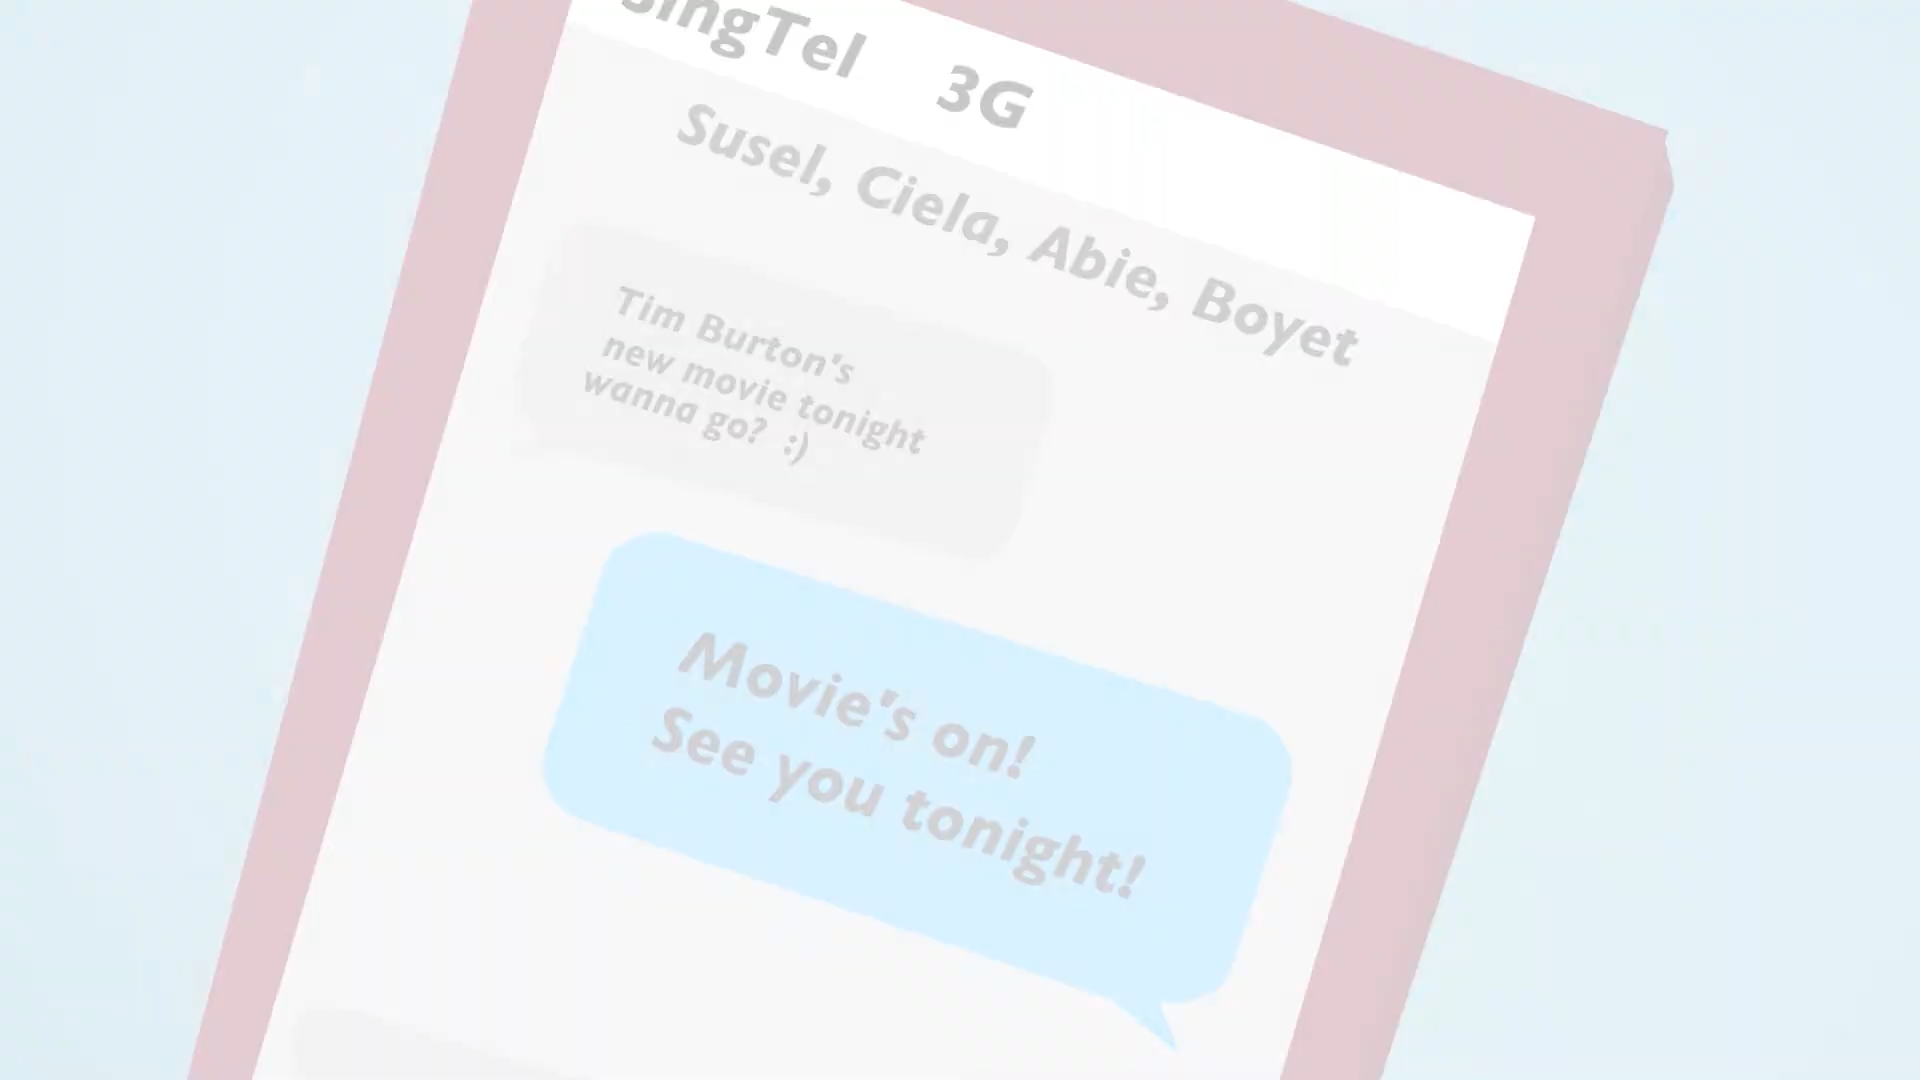 SingTel 3G
Susel, Ciela, Abie, Boyet
Tim Burton's
new movie tonight
wanna go? :)
Movie's on!
See you tonight!